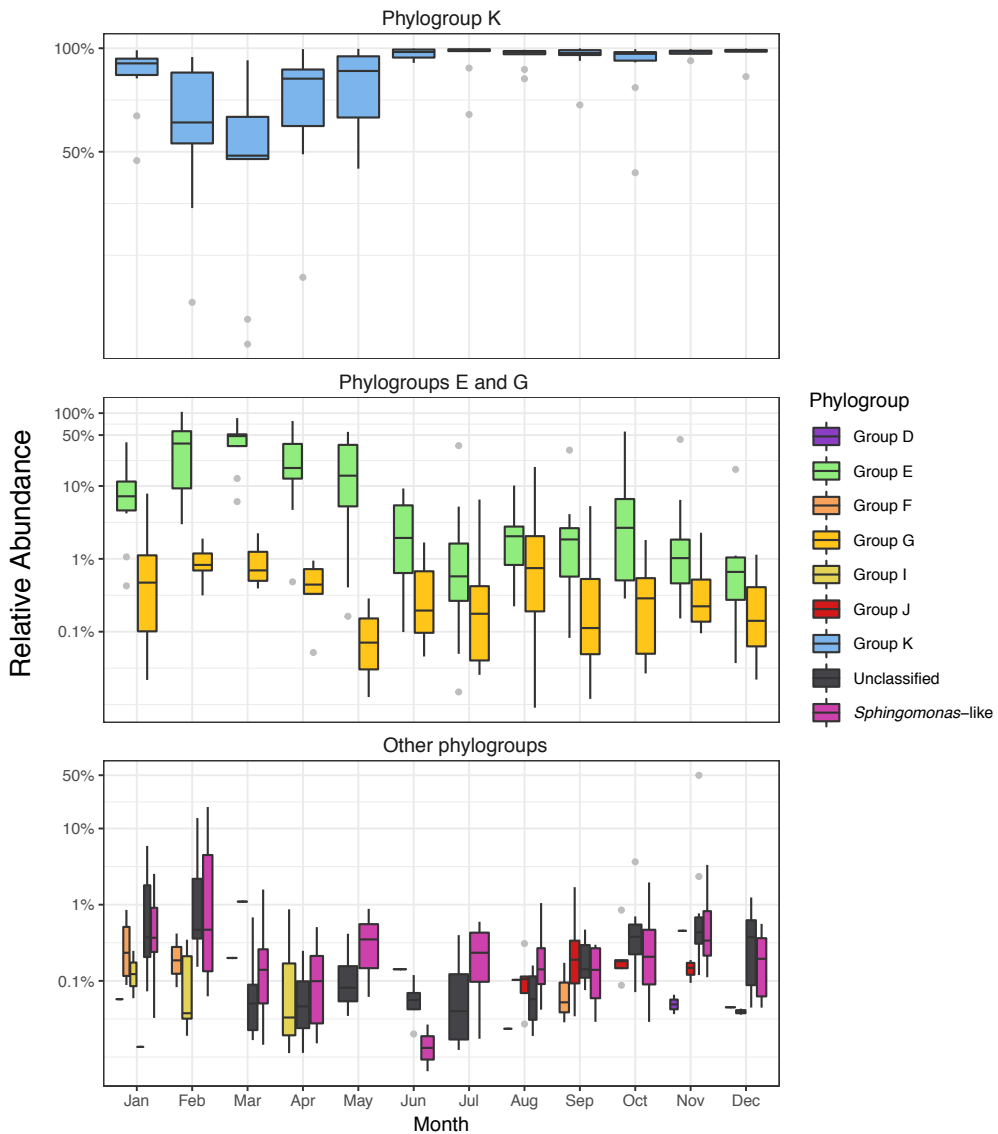 Phylogroup K
100%
50%
Phylogroups E and G
100%
50%
10%
1%
0.1%
Relative Abundance
Other phylogroups
50%
10%
1%
0.1%
Jan Feb Mar Apr May Jun Jul Aug Sep Oct Nov Dec
Month
Phylogroup
Group D
Group E
Group F
Group G
Group I
Group J
Group K
Unclassified
Sphingomonas–like